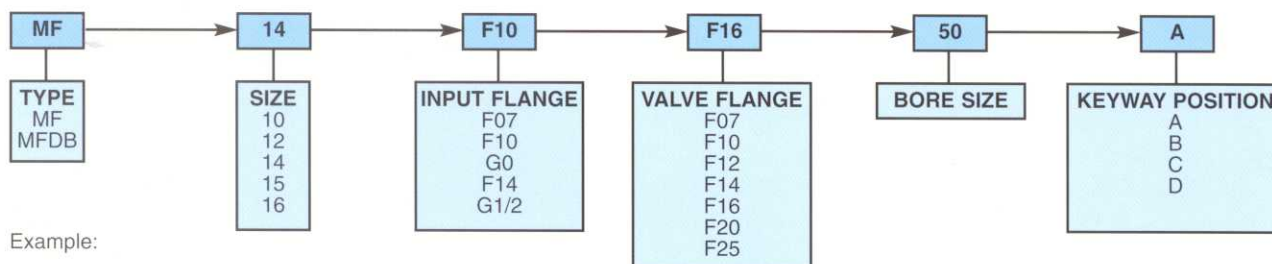 MF 14 F10 F16 50 A
TYPE
MF
MFDB
SIZE
10
12
14
15
16
INPUT FLANGE
F07
F10
G0
F14
G1/2
VALVE FLANGE
F07
F10
F12
F14
F16
F20
F25
BORE SIZE
KEYWAY POSITION
A
B
C
D
Example: